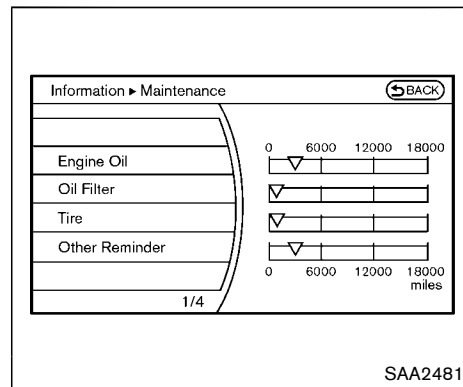 Information ▸ Maintenance BACK
0 6000 12000 18000
Engine Oil
Oil Filter
Tire
Other Reminder
0 6000 12000 18000
miles
1/4
SAA2481